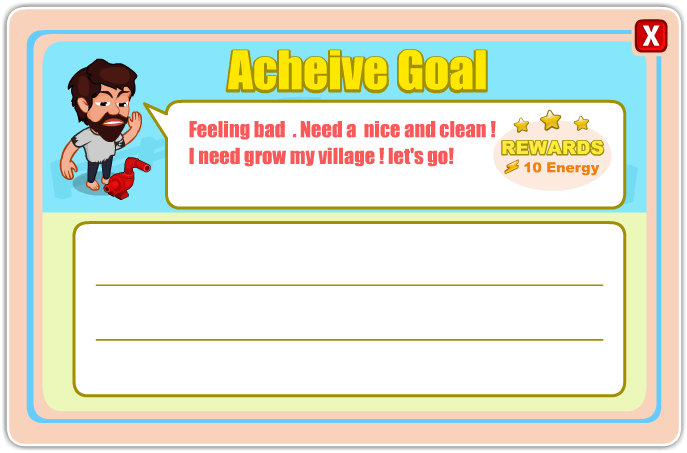 X
Acheive Goal
Feeling bad . Need a nice and clean !
I need grow my village ! let's go!
REWARDS
10 Energy